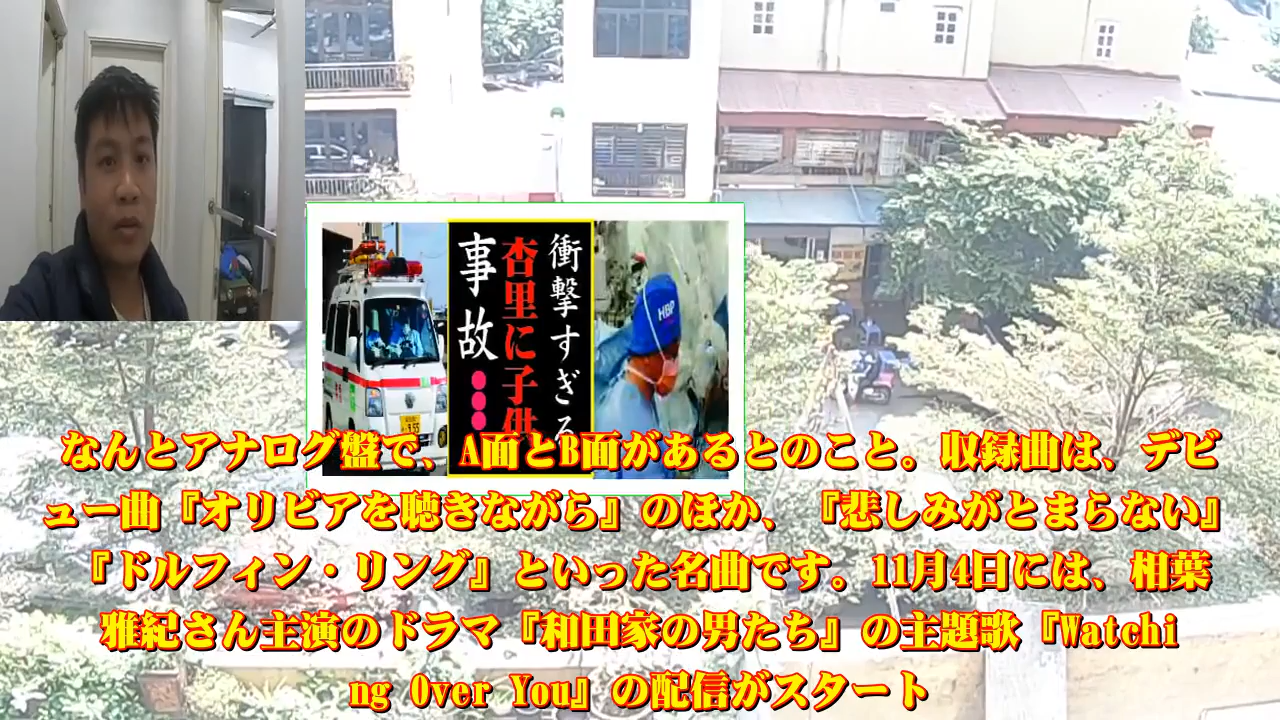 衝撃すぎる
杏里に子供
事故●●●
HBP
355
なんとアナログ盤で、A面とB面があるとのこと。収録曲は、デビ
ュー曲『オリビアを聴きながら』のほか、『悲しみがとまらない』
『ドルフィン・リング』といった名曲です。11月4日には、相葉
雅紀さん主演のドラマ『和田家の男たち』の主題歌『Watchi
ng Over You』の配信がスタート